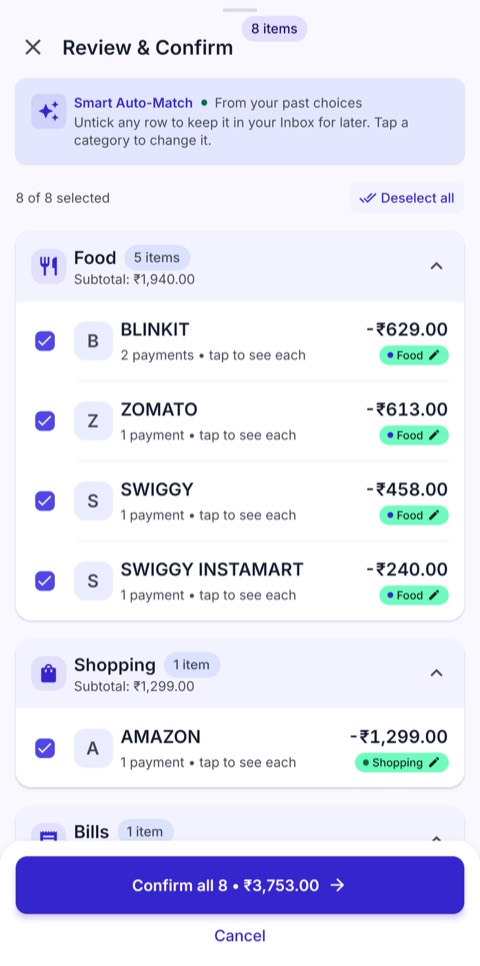 8 items
Review & Confirm
Smart Auto-Match • From your past choices
Untick any row to keep it in your Inbox for later. Tap a
category to change it.
8 of 8 selected
Deselect all
Food 5 items
Subtotal: ₹1,940.00
B BLINKIT -₹629.00
2 payments • tap to see each • Food
Z ZOMATO -₹613.00
1 payment • tap to see each • Food
S SWIGGY -₹458.00
1 payment • tap to see each • Food
S SWIGGY INSTAMART -₹240.00
1 payment • tap to see each • Food
Shopping 1 item
Subtotal: ₹1,299.00
A AMAZON -₹1,299.00
1 payment • tap to see each • Shopping
Bills 1 item
Confirm all 8 • ₹3,753.00 →
Cancel